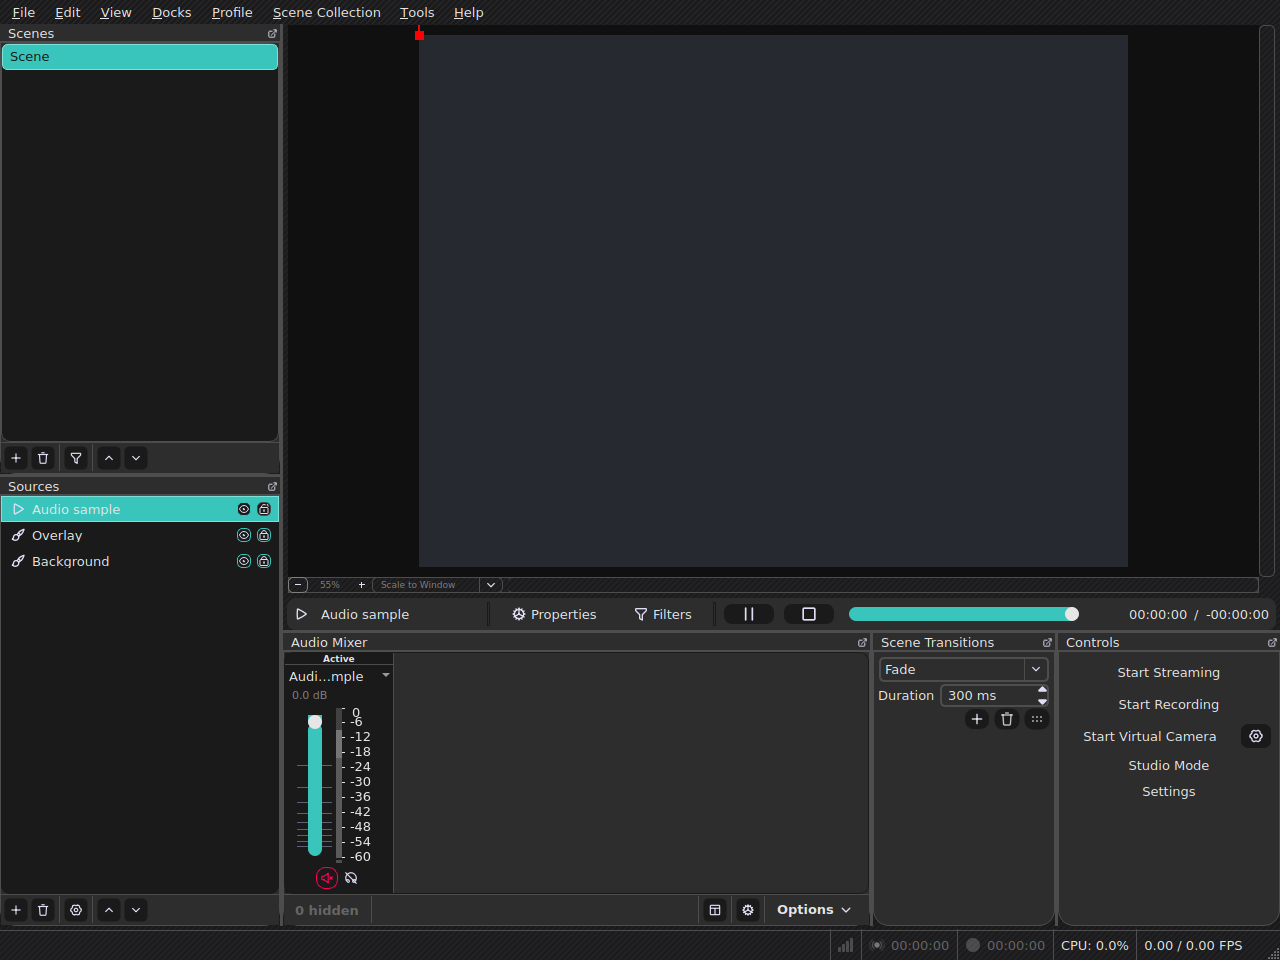 File Edit View Docks Profile Scene Collection Tools Help
Scenes
Scene
Sources
Audio sample
Overlay
Background
55% Scale to Window
Audio sample Properties Filters 00:00:00 / -00:00:00
Audio Mixer
Active
Audi...mple
0.0 dB
0
-6
-12
-18
-24
-30
-36
-42
-48
-54
-60
0 hidden Options
Scene Transitions
Fade
Duration 300 ms
Controls
Start Streaming
Start Recording
Start Virtual Camera
Studio Mode
Settings
00:00:00 00:00:00 CPU: 0.0% 0.00 / 0.00 FPS